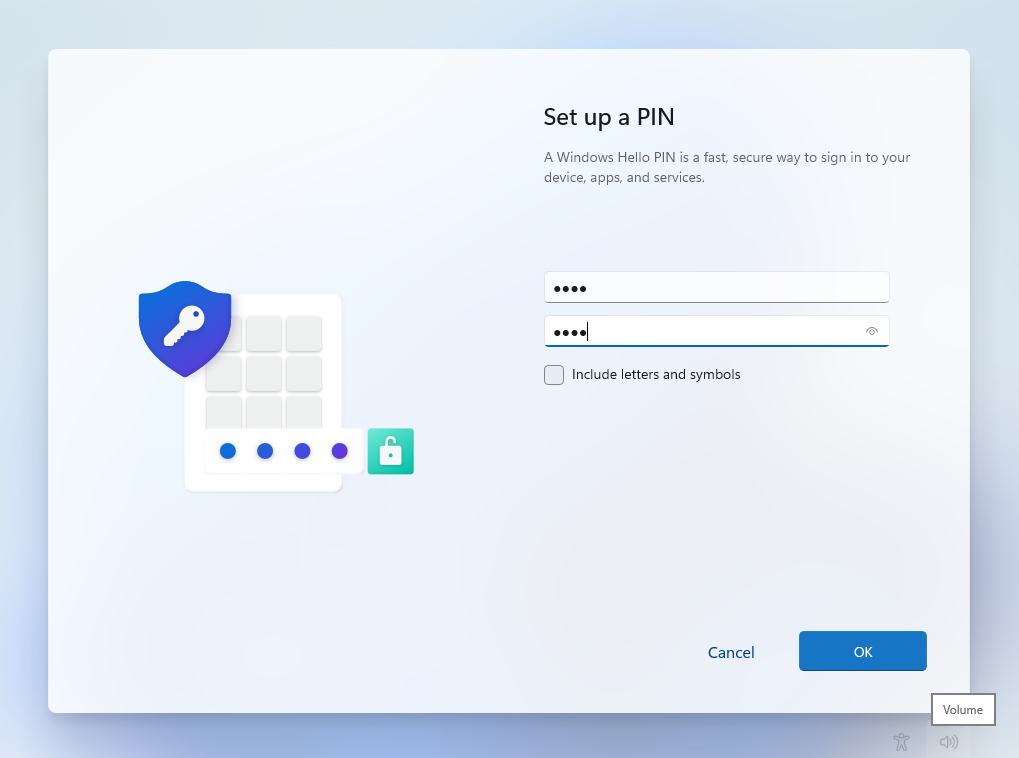 Set up a PIN
A Windows Hello PIN is a fast, secure way to sign in to your
device, apps, and services.
●●●●
●●●●
Include letters and symbols
Cancel
OK
Volume